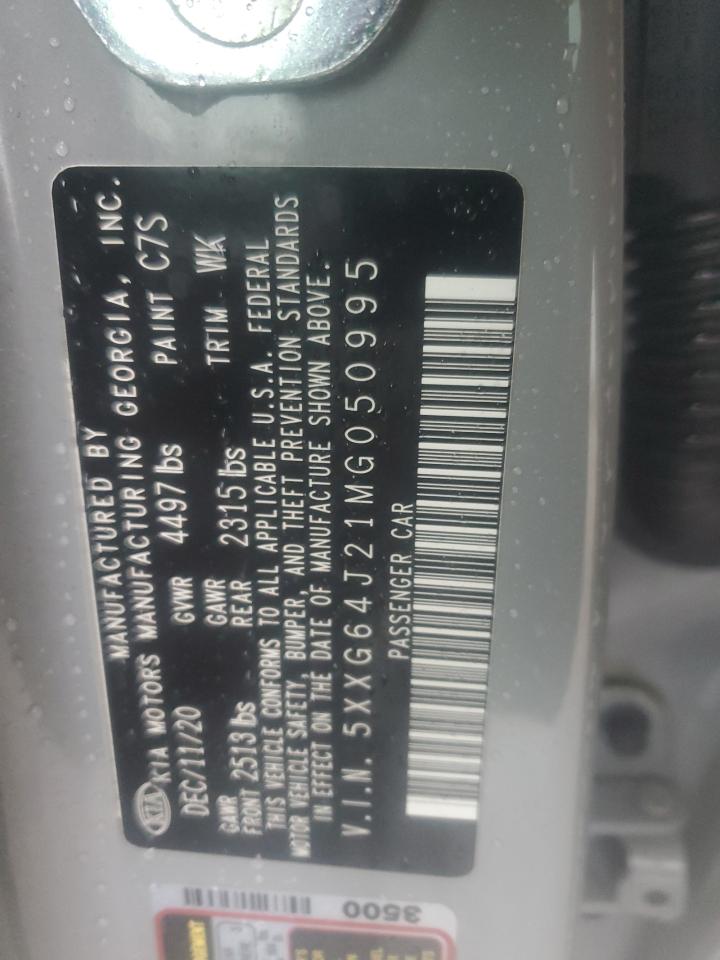 MANUFACTURED BY
KIA KIA MOTORS MANUFACTURING GEORGIA, INC.
DEC/11/20 GVWR 4497 lbs PAINT C7S
GAWR FRONT 2513 lbs GAWR REAR 2315 lbs TRIM WK
THIS VEHICLE CONFORMS TO ALL APPLICABLE U.S.A. FEDERAL
MOTOR VEHICLE SAFETY, BUMPER, AND THEFT PREVENTION STANDARDS
IN EFFECT ON THE DATE OF MANUFACTURE SHOWN ABOVE.
V.I.N. 5XXG64J21MG050995
PASSENGER CAR
3500